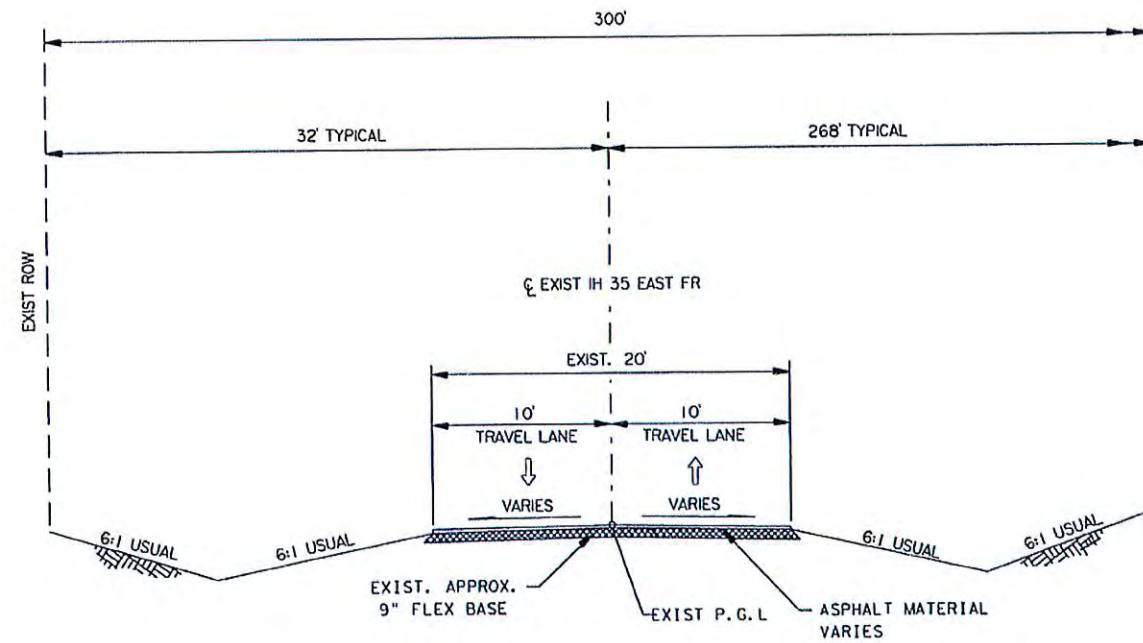 300'
32' TYPICAL
268' TYPICAL
EXIST ROW
℄ EXIST IH 35 EAST FR
EXIST. 20'
10'
TRAVEL LANE
10'
TRAVEL LANE
VARIES
VARIES
6:1 USUAL
6:1 USUAL
6:1 USUAL
6:1 USUAL
EXIST. APPROX.
9" FLEX BASE
EXIST P.G.L
ASPHALT MATERIAL
VARIES